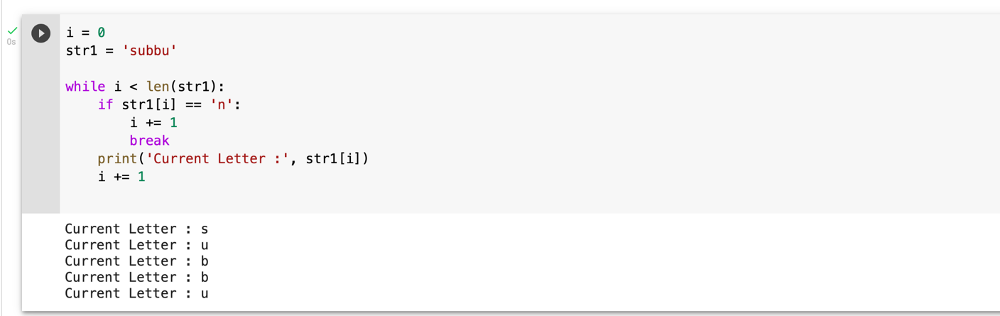 i = 0
0s
str1 = 'subbu'
while i < len(str1):
    if str1[i] == 'n':
        i += 1
        break
    print('Current Letter :', str1[i])
    i += 1
Current Letter : s
Current Letter : u
Current Letter : b
Current Letter : b
Current Letter : u